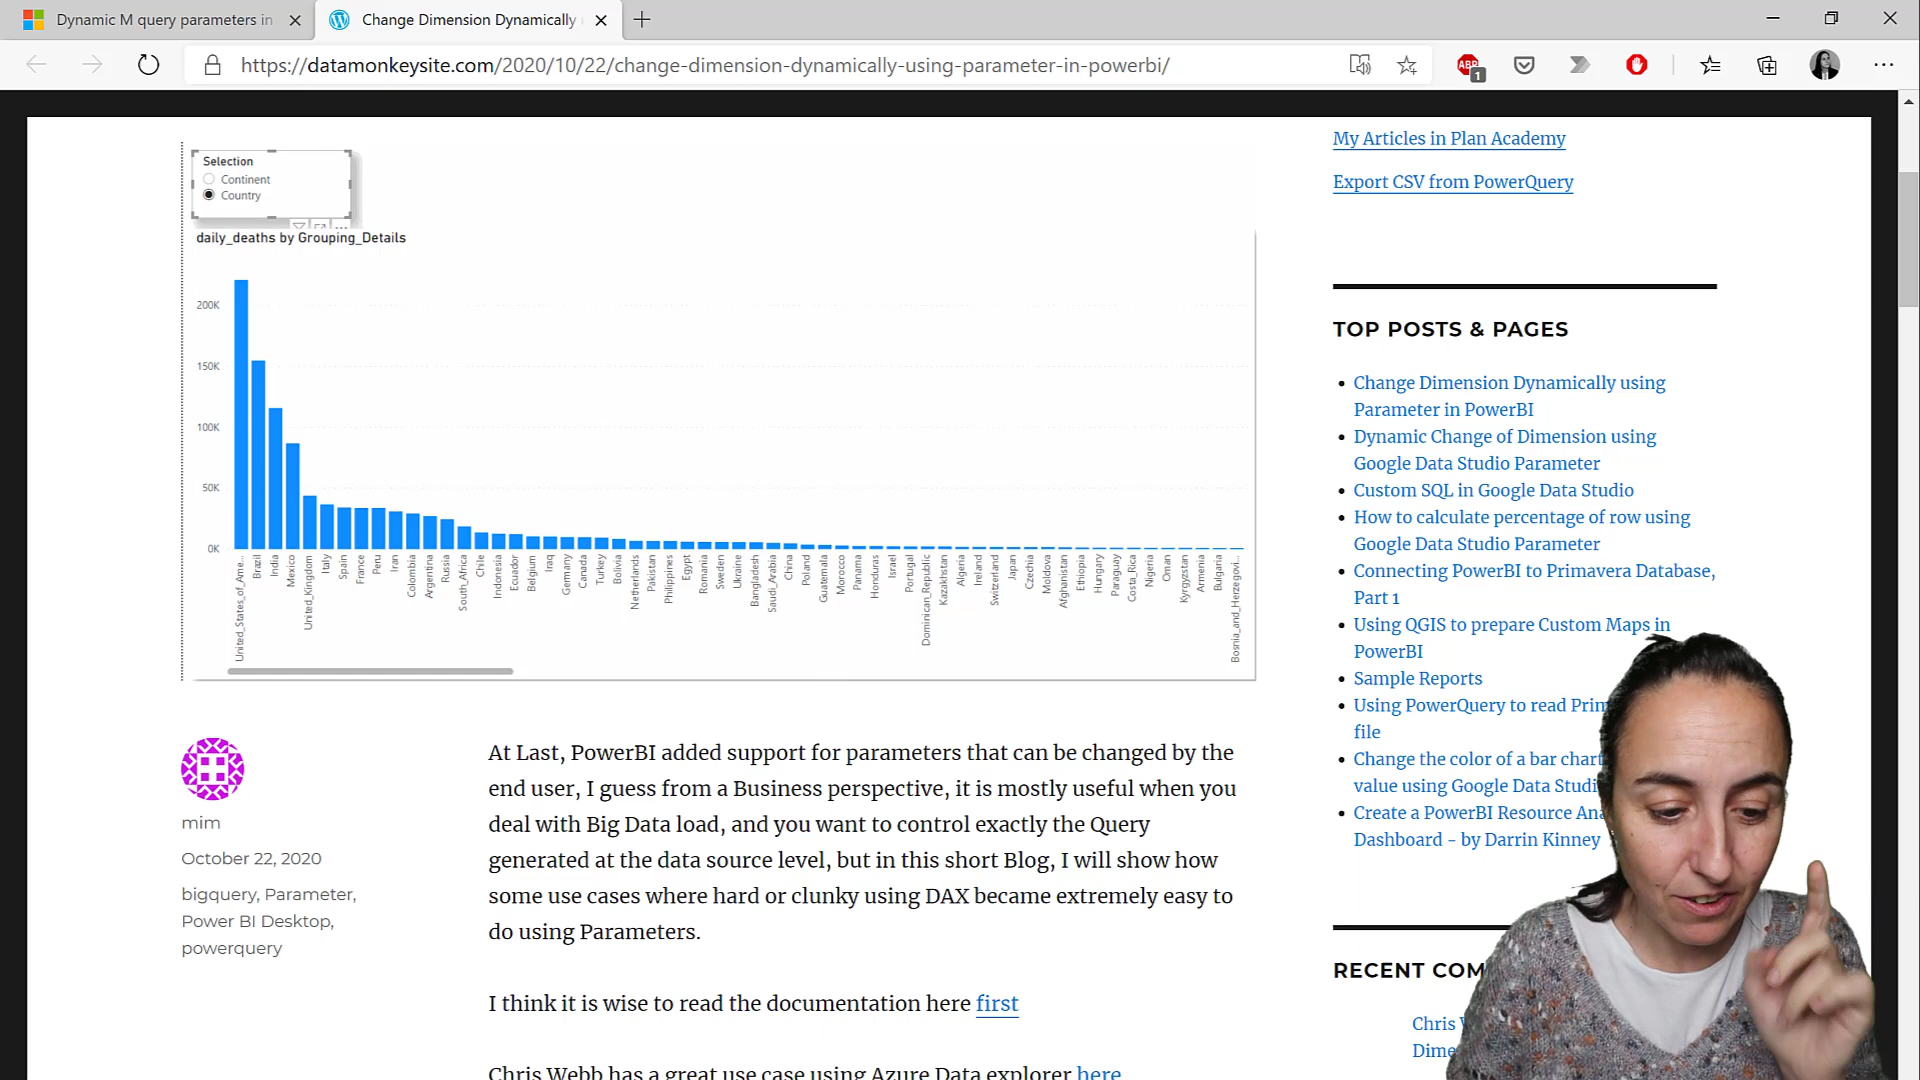 Dynamic M query parameters in
Change Dimension Dynamically
https://datamonkeysite.com/2020/10/22/change-dimension-dynamically-using-parameter-in-powerbi/
ABP
1
Selection
Continent
Country
daily_deaths by Grouping_Details
200K
150K
100K
50K
0K
United_States_of_Ame...
Brazil
India
Mexico
United_Kingdom
Italy
Spain
France
Peru
Iran
Colombia
Argentina
Russia
South_Africa
Chile
Indonesia
Ecuador
Belgium
Iraq
Germany
Canada
Turkey
Bolivia
Netherlands
Pakistan
Philippines
Egypt
Romania
Sweden
Ukraine
Bangladesh
Saudi_Arabia
China
Poland
Guatemala
Morocco
Panama
Honduras
Israel
Portugal
Dominican_Republic
Kazakhstan
Algeria
Ireland
Switzerland
Japan
Czechia
Moldova
Afghanistan
Ethiopia
Hungary
Paraguay
Costa_Rica
Nigeria
Oman
Kyrgyzstan
Armenia
Bulgaria
Bosnia_and_Herzegovi...
mim
October 22, 2020
bigquery, Parameter,
Power BI Desktop,
powerquery
At Last, PowerBI added support for parameters that can be changed by the
end user, I guess from a Business perspective, it is mostly useful when you
deal with Big Data load, and you want to control exactly the Query
generated at the data source level, but in this short Blog, I will show how
some use cases where hard or clunky using DAX became extremely easy to
do using Parameters.
I think it is wise to read the documentation here first
Chris Webb has a great use case using Azure Data explorer here
My Articles in Plan Academy
Export CSV from PowerQuery
TOP POSTS & PAGES
Change Dimension Dynamically using
Parameter in PowerBI
Dynamic Change of Dimension using
Google Data Studio Parameter
Custom SQL in Google Data Studio
How to calculate percentage of row using
Google Data Studio Parameter
Connecting PowerBI to Primavera Database,
Part 1
Using QGIS to prepare Custom Maps in
PowerBI
Sample Reports
Using PowerQuery to read Prim
file
Change the color of a bar chart
value using Google Data Studi
Create a PowerBI Resource Ana
Dashboard - by Darrin Kinney
RECENT COM
Chris
Dime